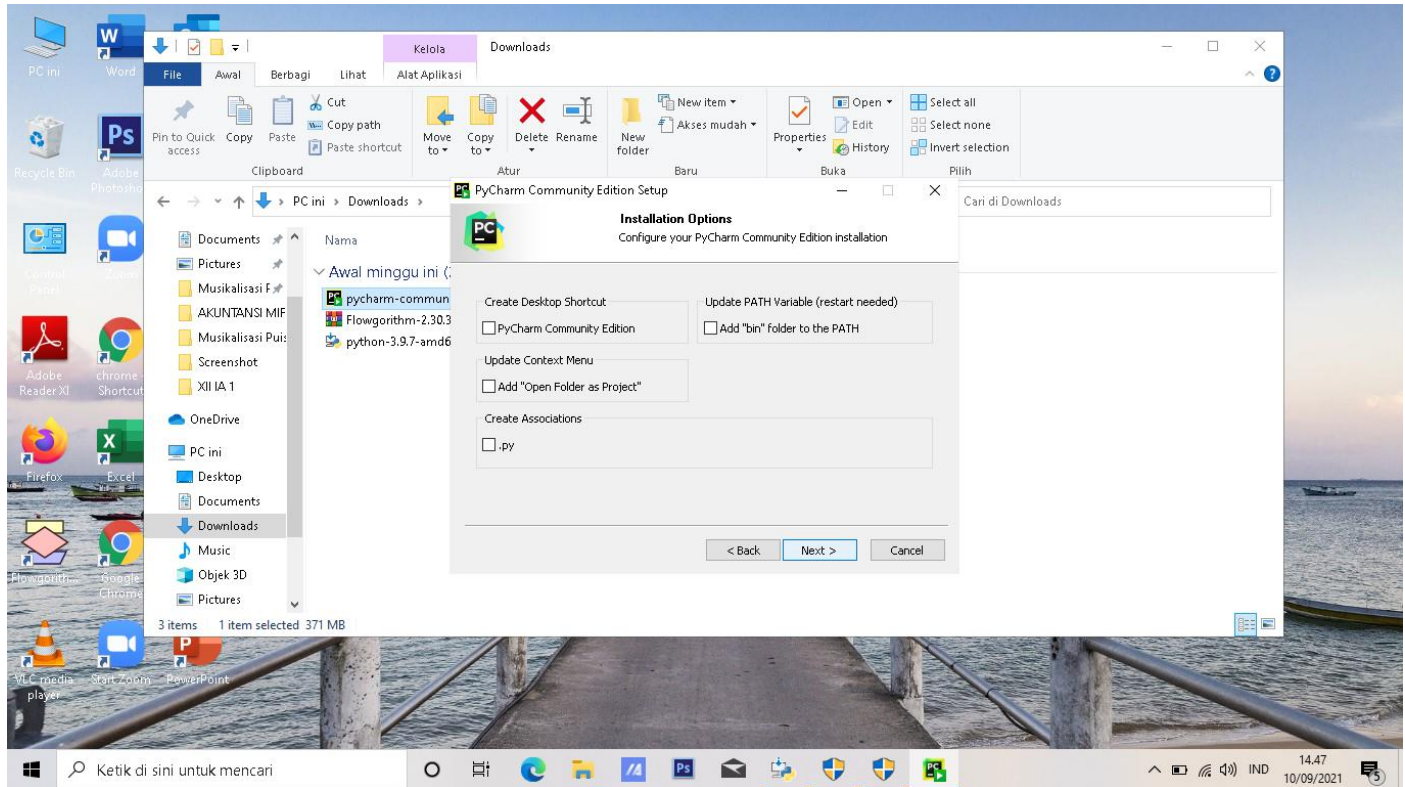 PC ini
Word
Recycle Bin
Ps
Adobe
Photosho
Control
Panel
Zoom
Adobe
Reader XI
chrome -
Shortcut
Firefox
X
Excel
Flowgorith...
Google
Chrome
VLC media
player
Start Zoom
P
PowerPoint
Kelola
Downloads
File
Awal
Berbagi
Lihat
Alat Aplikasi
Pin to Quick
access
Copy
Paste
Cut
Copy path
Paste shortcut
Clipboard
Move
to
Copy
to
Delete
Rename
Atur
New
folder
New item
Akses mudah
Baru
Properties
Open
Edit
History
Buka
Select all
Select none
Invert selection
Pilih
PC ini > Downloads >
Cari di Downloads
Documents
Pictures
Musikalisasi F
AKUNTANSI MIF
Musikalisasi Puis
Screenshot
XII IA 1
OneDrive
PC ini
Desktop
Documents
Downloads
Music
Objek 3D
Pictures
Nama
Awal minggu ini (
pycharm-commun
Flowgorithm-2.30.3
python-3.9.7-amd6
3 items
1 item selected 371 MB
PyCharm Community Edition Setup
PC
Installation Options
Configure your PyCharm Community Edition installation
Create Desktop Shortcut
PyCharm Community Edition
Update PATH Variable (restart needed)
Add "bin" folder to the PATH
Update Context Menu
Add "Open Folder as Project"
Create Associations
.py
< Back
Next >
Cancel
Ketik di sini untuk mencari
Ps
IND
14.47
10/09/2021
5